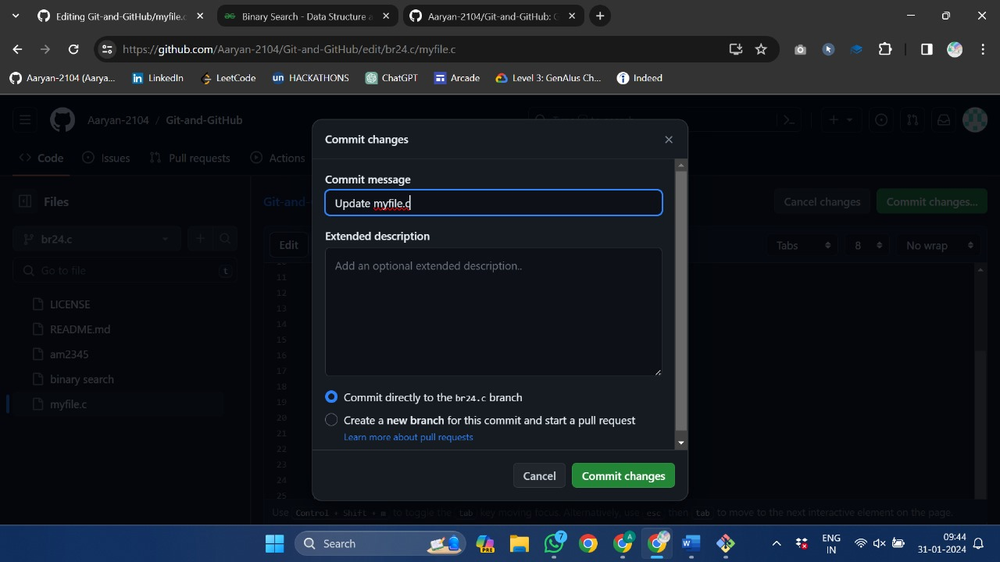 Editing Git-and-GitHub/myfile.c
Binary Search - Data Structure a
Aaryan-2104/Git-and-GitHub: G
https://github.com/Aaryan-2104/Git-and-GitHub/edit/br24.c/myfile.c
Aaryan-2104 (Aarya...
LinkedIn
LeetCode
un HACKATHONS
ChatGPT
Arcade
Level 3: GenAIus Ch...
Indeed
Aaryan-2104 / Git-and-GitHub
Code
Issues
Pull requests
Actions
Commit changes
Files
Git-and-
Cancel changes
Commit changes...
Commit message
Update myfile.c
br24.c
Edit
Tabs
8
No wrap
Extended description
Add an optional extended description..
Go to file
t
LICENSE
README.md
am2345
binary search
myfile.c
11
12
13
14
15
16
17
18
19
20
21
22
23
24
25
Commit directly to the br24.c branch
Create a new branch for this commit and start a pull request
Learn more about pull requests
Cancel
Commit changes
Use Control + Shift + m to toggle the tab key moving focus. Alternatively, use esc then tab to move to the next interactive element on the page.
Search
PRE
7
A
W
ENG
IN
09:44
31-01-2024